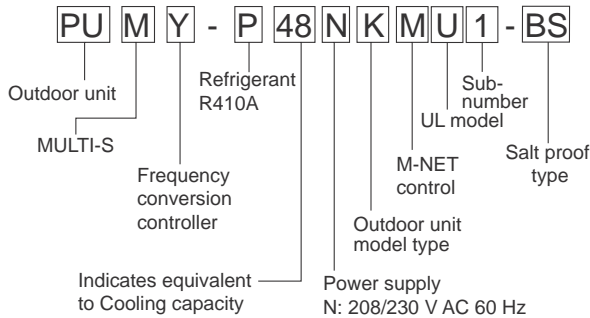 PU M Y - P 48 N K M U 1 - BS
Outdoor unit
MULTI-S
Frequency
conversion
controller
Refrigerant
R410A
Indicates equivalent
to Cooling capacity
Power supply
N: 208/230 V AC 60 Hz
Outdoor unit
model type
M-NET
control
UL model
Sub-
number
Salt proof
type